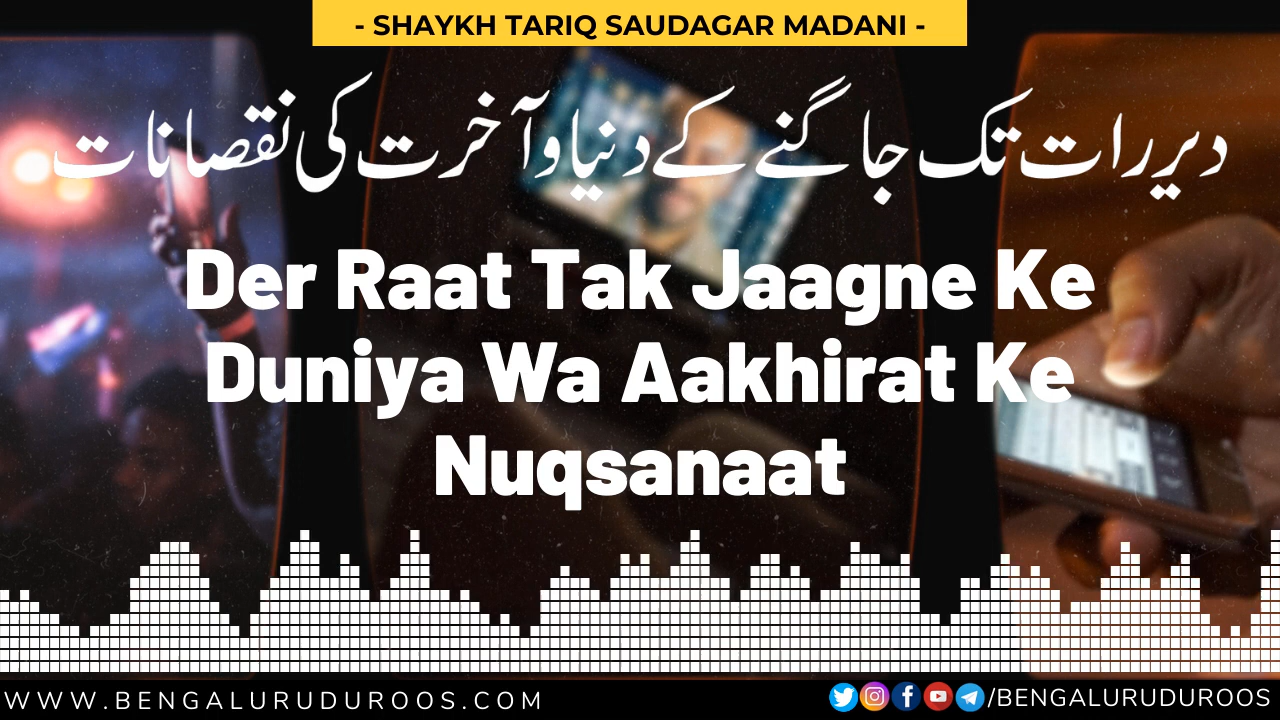 - SHAYKH TARIQ SAUDAGAR MADANI -
دیر رات تک جاگنے کے دنیا و آخرت کی نقصانات
Der Raat Tak Jaagne Ke
Duniya Wa Aakhirat Ke
Nuqsanaat
WWW.BENGALURUDUROOS.COM
/BENGALURUDUROOS